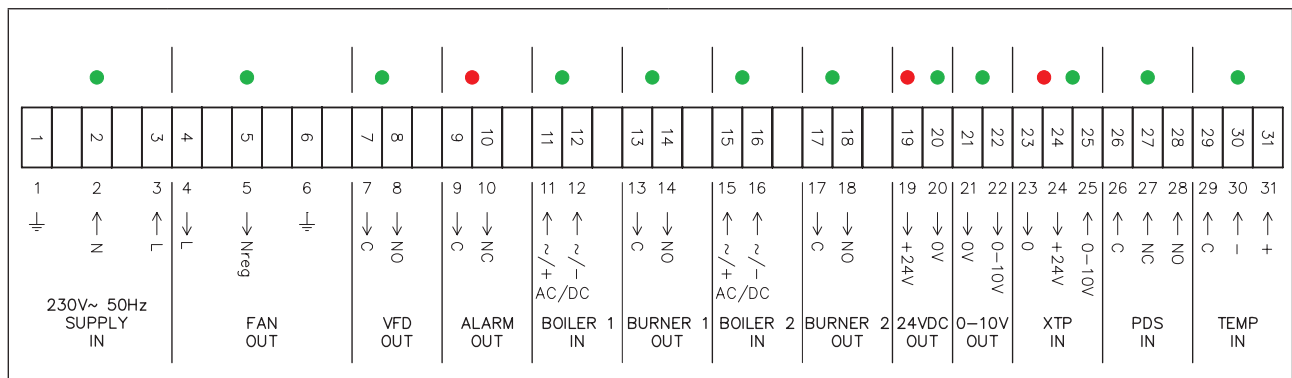 1 2 3 4 5 6 7 8 9 10 11 12 13 14 15 16 17 18 19 20 21 22 23 24 25 26 27 28 29 30 31
1 2 3 4 5 6 7 8 9 10 11 12 13 14 15 16 17 18 19 20 21 22 23 24 25 26 27 28 29 30 31
N L L Nreg C NO C NC ~/+ ~/- C NO ~/+ ~/- C NO +24V 0V 0V 0-10V 0 +24V 0-10V C NC NO C - +
AC/DC AC/DC
230V~ 50Hz
SUPPLY IN
FAN OUT
VFD OUT
ALARM OUT
BOILER 1 IN
BURNER 1 OUT
BOILER 2 IN
BURNER 2 OUT
24VDC OUT
0-10V OUT
XTP IN
PDS IN
TEMP IN